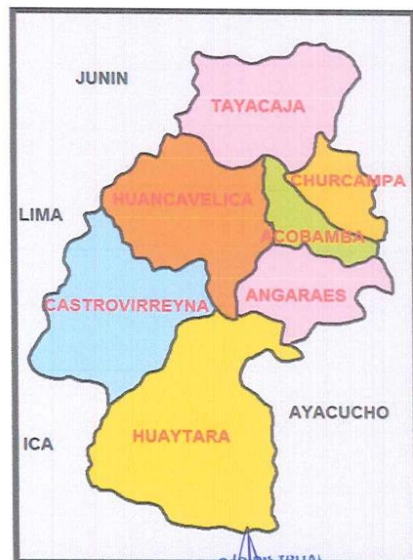 JUNIN
TAYACAJA
CHURCAMPA
HUANCAVELICA
LIMA
ACOBAMBA
ANGARAES
CASTROVIRREYNA
AYACUCHO
ICA
HUAYTARA